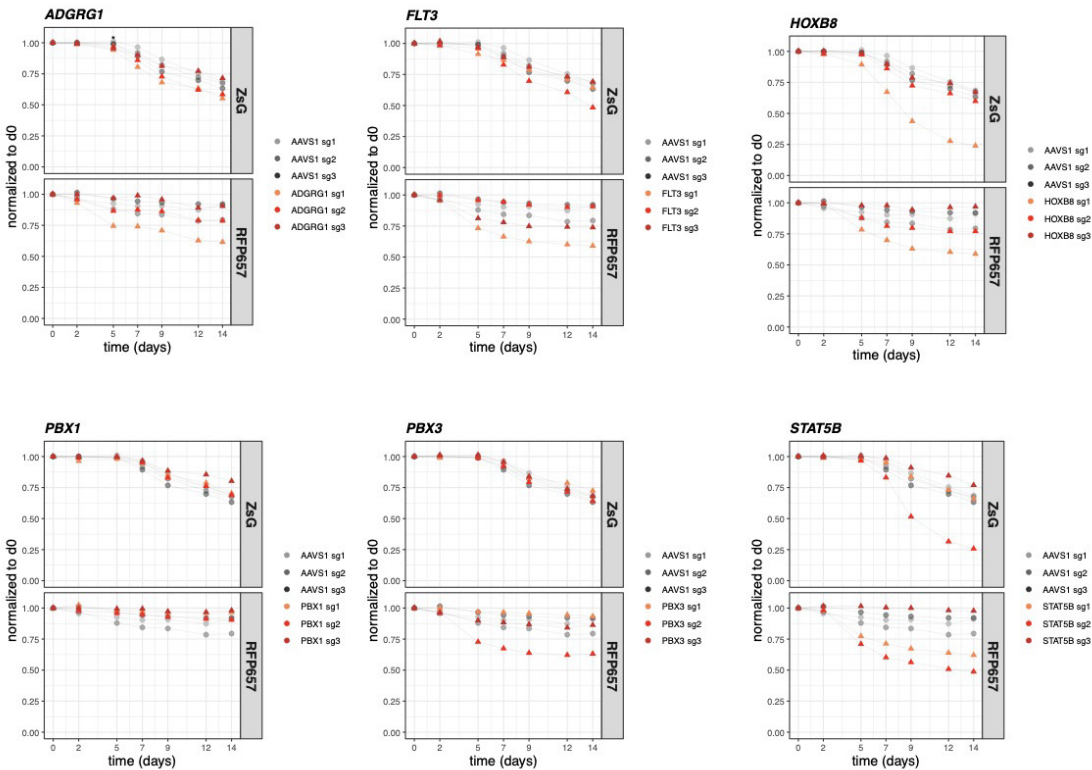 ADGRG1
normalized to d0
1.00
0.75
0.50
0.25
0.00
ZsG
1.00
0.75
0.50
0.25
0.00
RFP657
0 2 5 7 9 12 14
time (days)
AAVS1 sg1
AAVS1 sg2
AAVS1 sg3
ADGRG1 sg1
ADGRG1 sg2
ADGRG1 sg3
FLT3
normalized to d0
1.00
0.75
0.50
0.25
0.00
ZsG
1.00
0.75
0.50
0.25
0.00
RFP657
0 2 5 7 9 12 14
time (days)
AAVS1 sg1
AAVS1 sg2
AAVS1 sg3
FLT3 sg1
FLT3 sg2
FLT3 sg3
HOXB8
normalized to d0
1.00
0.75
0.50
0.25
0.00
ZsG
1.00
0.75
0.50
0.25
0.00
RFP657
0 2 5 7 9 12 14
time (days)
AAVS1 sg1
AAVS1 sg2
AAVS1 sg3
HOXB8 sg1
HOXB8 sg2
HOXB8 sg3
PBX1
normalized to d0
1.00
0.75
0.50
0.25
0.00
ZsG
1.00
0.75
0.50
0.25
0.00
RFP657
0 2 5 7 9 12 14
time (days)
AAVS1 sg1
AAVS1 sg2
AAVS1 sg3
PBX1 sg1
PBX1 sg2
PBX1 sg3
PBX3
normalized to d0
1.00
0.75
0.50
0.25
0.00
ZsG
1.00
0.75
0.50
0.25
0.00
RFP657
0 2 5 7 9 12 14
time (days)
AAVS1 sg1
AAVS1 sg2
AAVS1 sg3
PBX3 sg1
PBX3 sg2
PBX3 sg3
STAT5B
normalized to d0
1.00
0.75
0.50
0.25
0.00
ZsG
1.00
0.75
0.50
0.25
0.00
RFP657
0 2 5 7 9 12 14
time (days)
AAVS1 sg1
AAVS1 sg2
AAVS1 sg3
STAT5B sg1
STAT5B sg2
STAT5B sg3